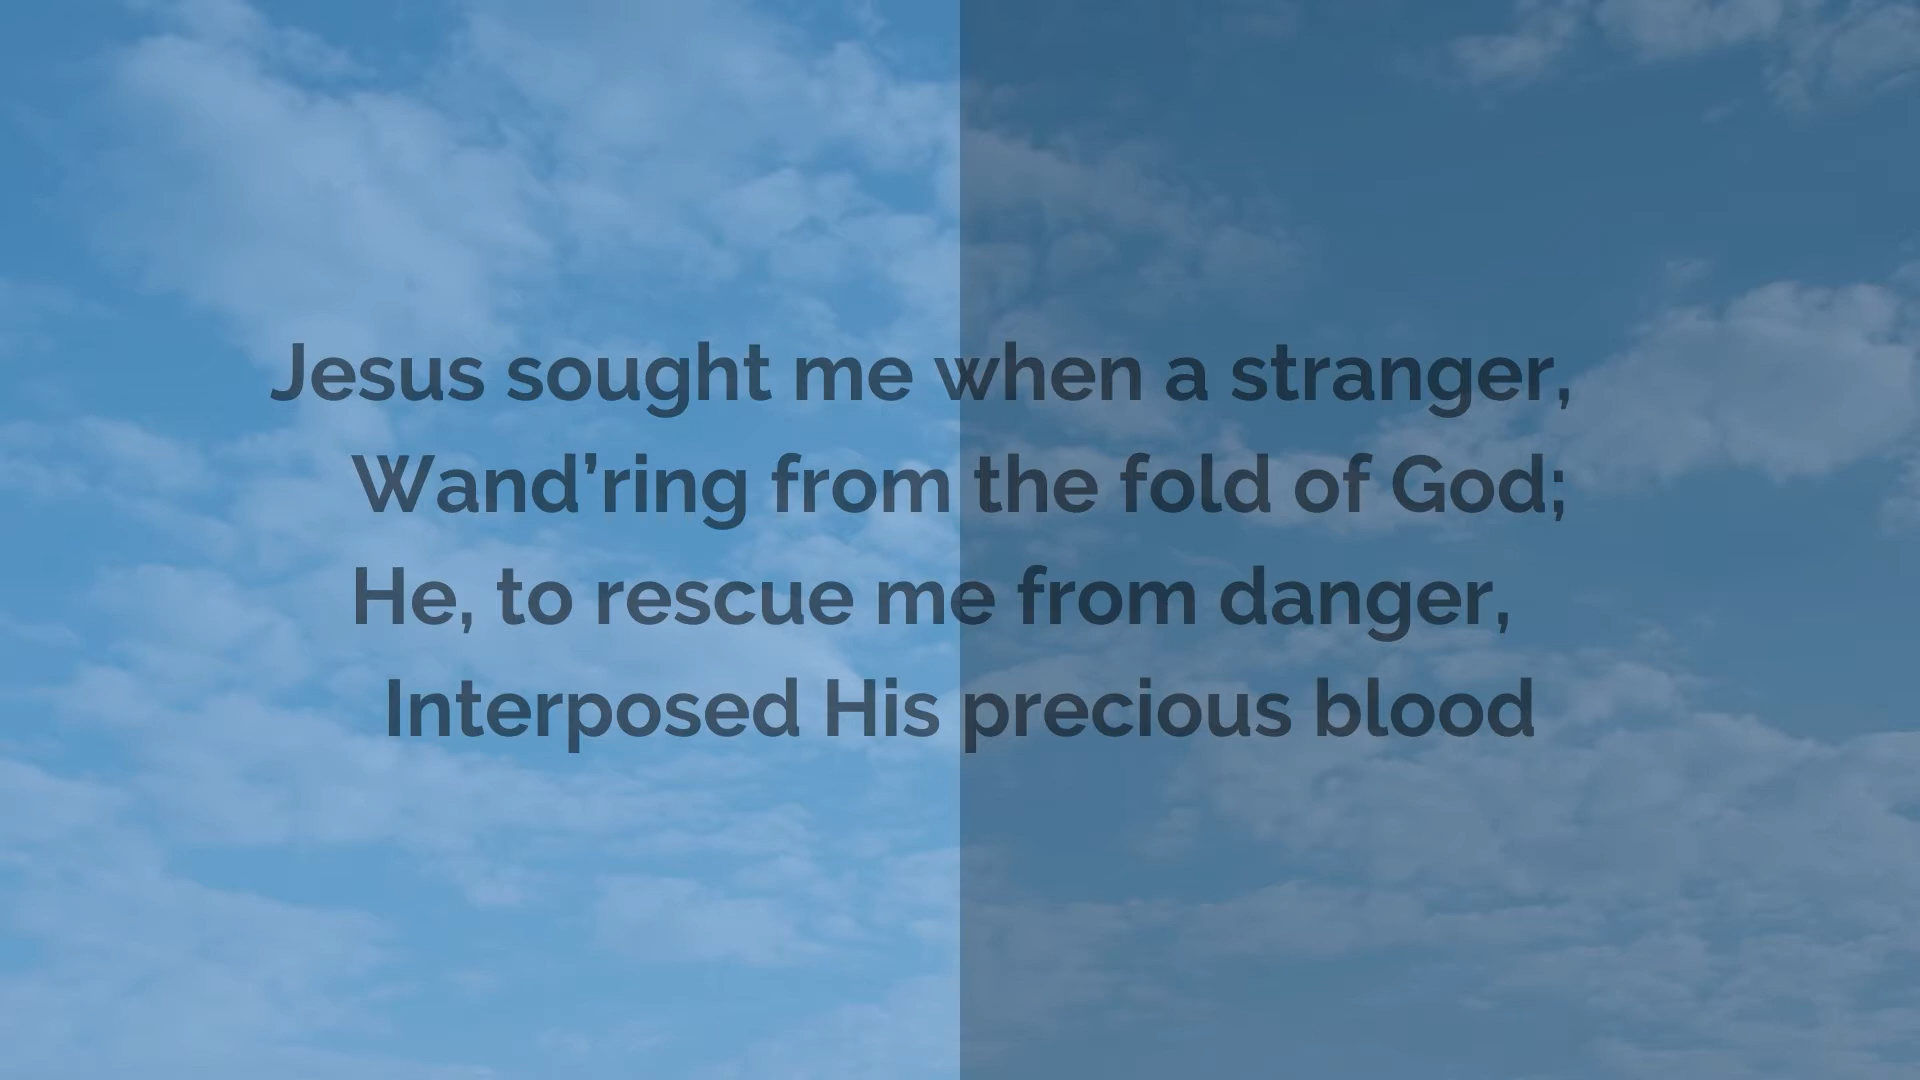 Jesus sought me when a stranger,
Wand’ring from the fold of God;
He, to rescue me from danger,
Interposed His precious blood